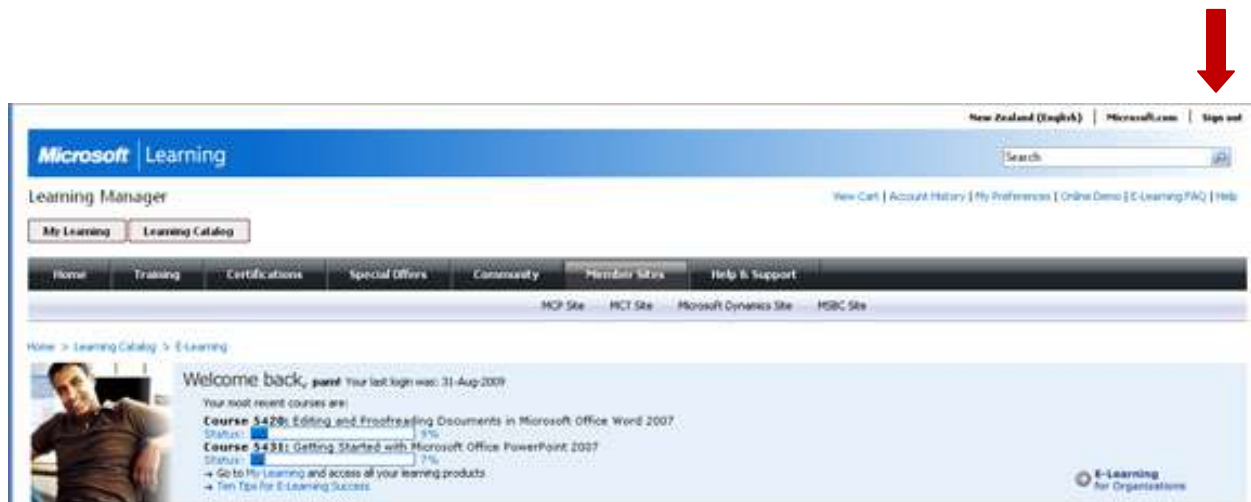 New Zealand (English) | Microsoft.com | Sign out
Microsoft | Learning
Search
Learning Manager
View Cart | Account History | My Preferences | Online Demo | E-Learning FAQ | Help
My Learning Learning Catalog
Home Training Certifications Special Offers Community Member Sites Help & Support
MCP Site MCT Site Microsoft Dynamics Site MSBC Site
Home > Learning Catalog > E-Learning
Welcome back, Your last login was: 31-Aug-2009
Your most recent courses are:
Course 5420: Editing and Proofreading Documents in Microsoft Office Word 2007
Status: 9%
Course 5431: Getting Started with Microsoft Office PowerPoint 2007
Status: 7%
→ Go to My Learning and access all your learning products
→ Ten Tips for E-Learning Success
E-Learning
for Organisations